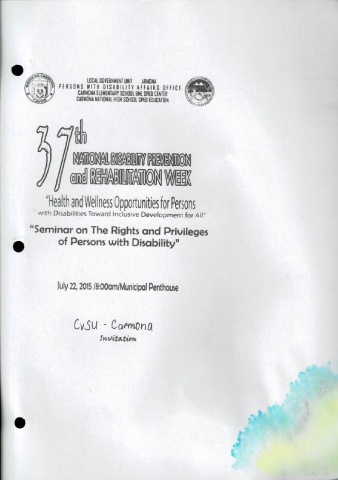 LOCAL GOVERNMENT UNIT ARMONA
PERSONS WITH DISABILITY AFFAIRS OFFICE
CARMONA ELEMENTARY SCHOOL BNL SPED CENTER
CARMONA NATIONAL HIGH SCHOOL SPED EDUCATION
37th
NATIONAL DISABILITY PREVENTION
and REHABILITATION WEEK
"Health and Wellness Opportunities for Persons
with Disabilities Toward Inclusive Development for All"
"Seminar on The Rights and Privileges
of Persons with Disability"
July 22, 2015 /8:00am/Municipal Penthouse
CVSU - Carmona
Invitation